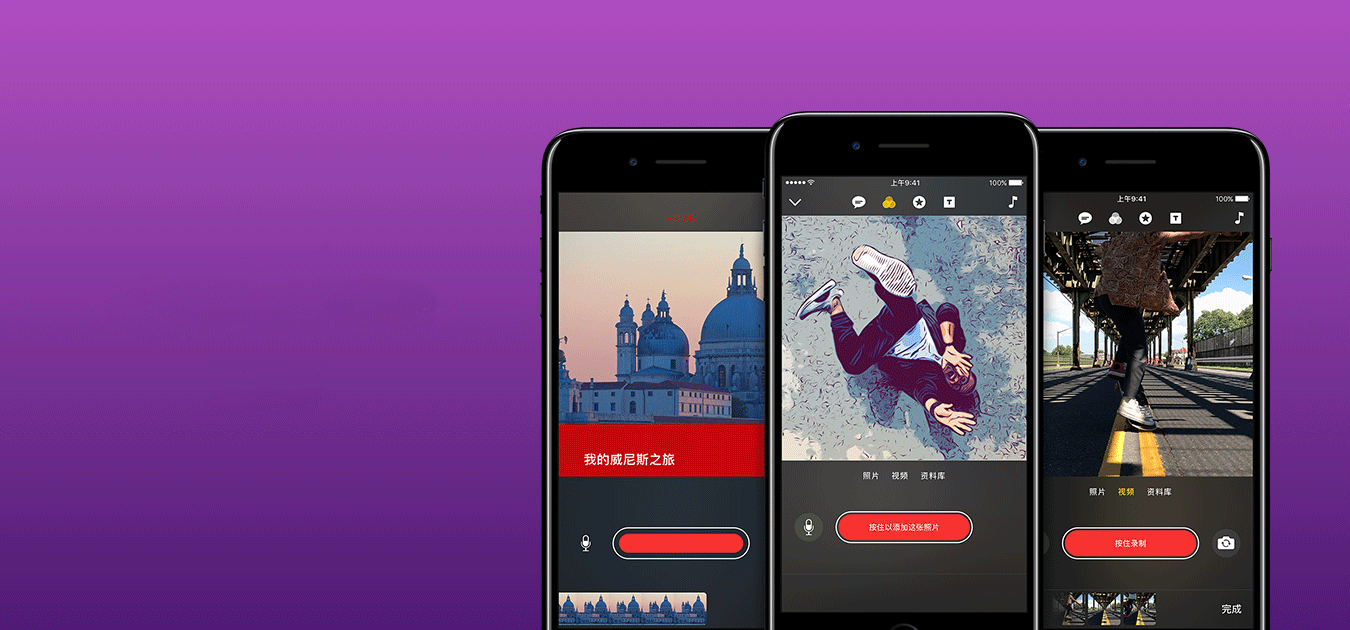 我的威尼斯之旅
上午9:41
100%
T
照片 视频 资料库
按住以添加这张照片
上午9:41
100%
T
照片 视频 资料库
按住录制
完成